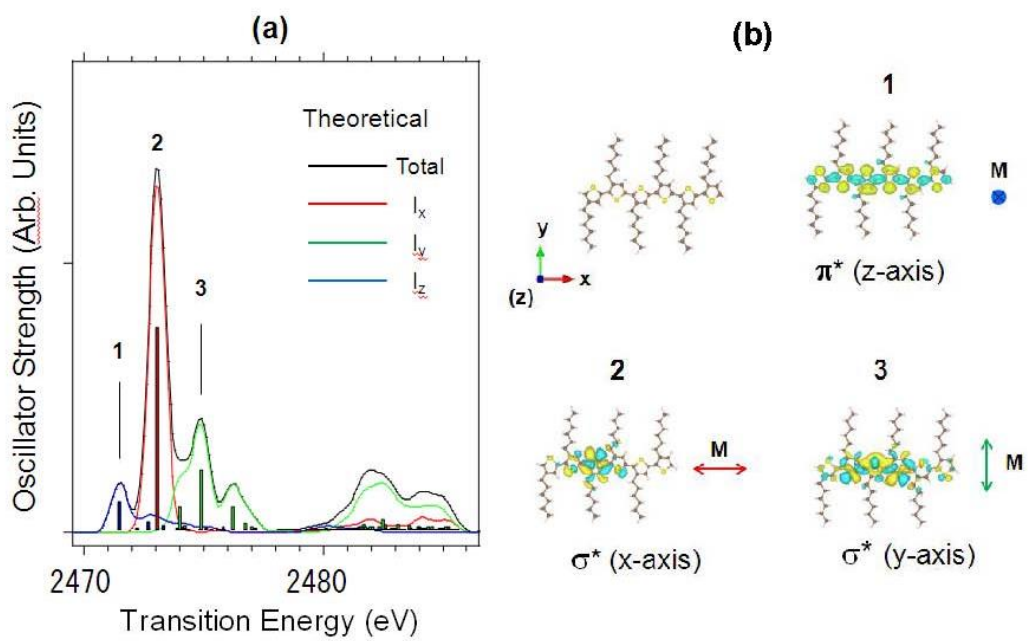 (a)
Oscillator Strength (Arb. Units)
Theoretical
Total
Ix
Iy
Iz
1
2
3
2470
2480
Transition Energy (eV)
(b)
y
x
(z)
1
M
π* (z-axis)
2
M
σ* (x-axis)
3
M
σ* (y-axis)